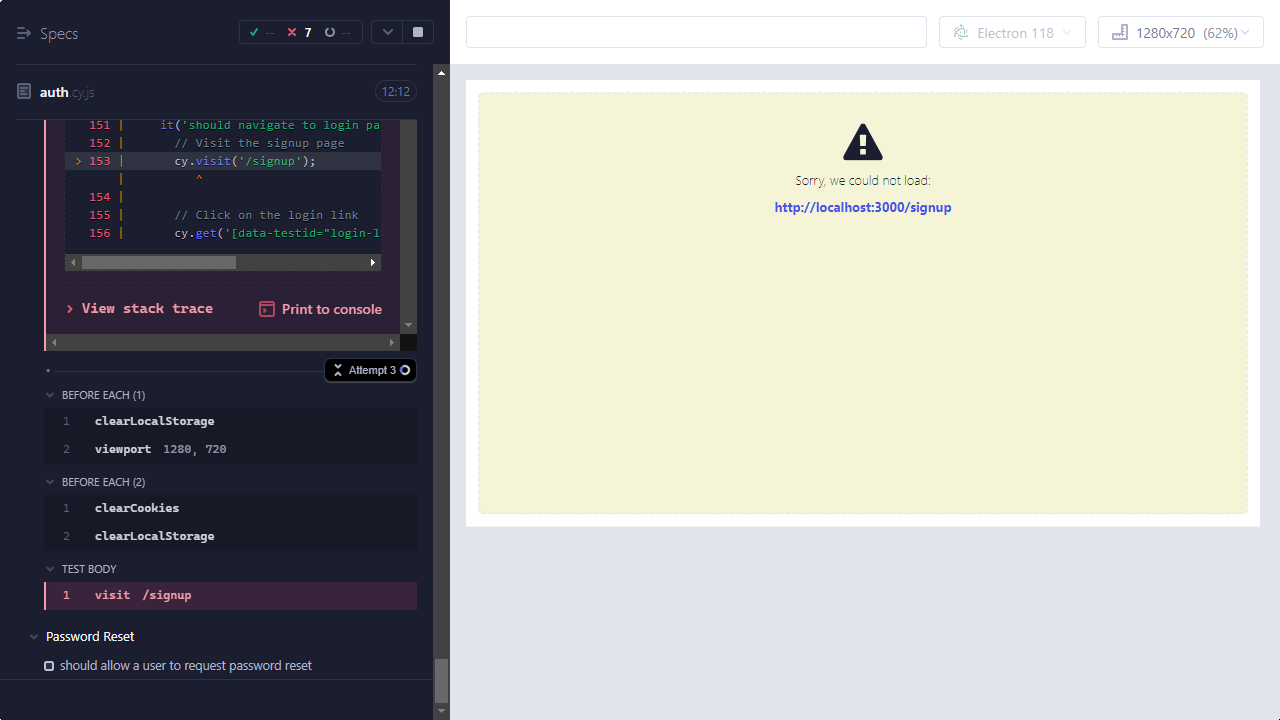 Specs
-- 7 --
auth.cy.js
12:12
151 | it('should navigate to login pa
152 | // Visit the signup page
> 153 | cy.visit('/signup');
| ^
154 |
155 | // Click on the login link
156 | cy.get('[data-testid="login-l
View stack trace
Print to console
Attempt 3
BEFORE EACH (1)
1 clearLocalStorage
2 viewport 1280, 720
BEFORE EACH (2)
1 clearCookies
2 clearLocalStorage
TEST BODY
1 visit /signup
Password Reset
should allow a user to request password reset
Electron 118
1280x720 (62%)
Sorry, we could not load:
http://localhost:3000/signup